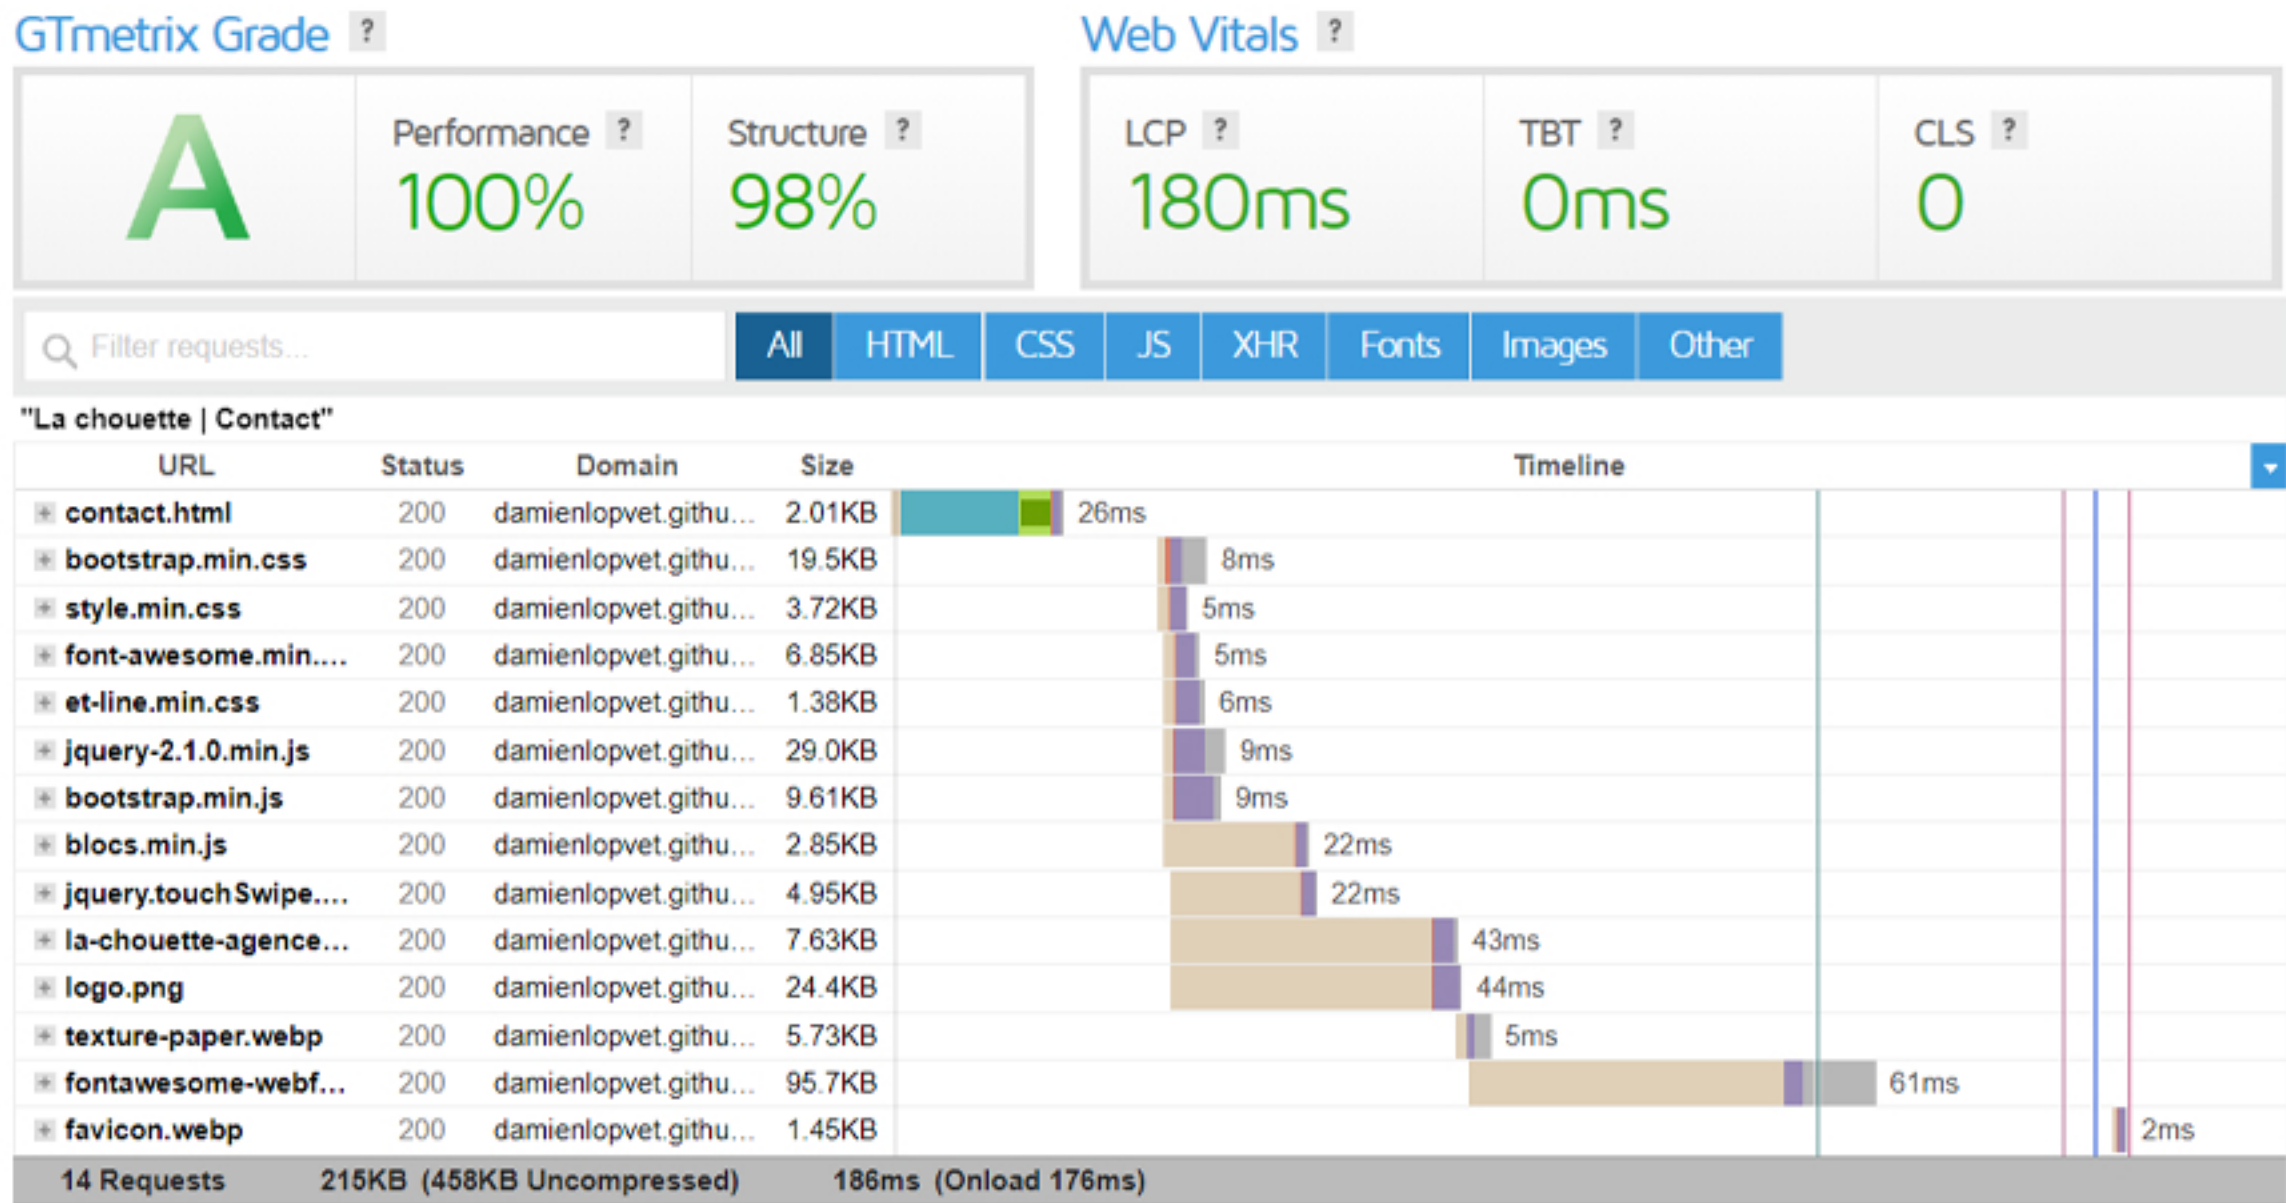 GTmetrix Grade ? Web Vitals ?
A Performance ? Structure ? LCP ? TBT ? CLS ?
100% 98% 180ms 0ms 0
Filter requests... All HTML CSS JS XHR Fonts Images Other
"La chouette | Contact"
URL Status Domain Size Timeline
contact.html 200 damienlopvet.githu... 2.01KB 26ms
bootstrap.min.css 200 damienlopvet.githu... 19.5KB 8ms
style.min.css 200 damienlopvet.githu... 3.72KB 5ms
font-awesome.min.... 200 damienlopvet.githu... 6.85KB 5ms
et-line.min.css 200 damienlopvet.githu... 1.38KB 6ms
jquery-2.1.0.min.js 200 damienlopvet.githu... 29.0KB 9ms
bootstrap.min.js 200 damienlopvet.githu... 9.61KB 9ms
blocs.min.js 200 damienlopvet.githu... 2.85KB 22ms
jquery.touchSwipe.... 200 damienlopvet.githu... 4.95KB 22ms
la-chouette-agence... 200 damienlopvet.githu... 7.63KB 43ms
logo.png 200 damienlopvet.githu... 24.4KB 44ms
texture-paper.webp 200 damienlopvet.githu... 5.73KB 5ms
fontawesome-webf... 200 damienlopvet.githu... 95.7KB 61ms
favicon.webp 200 damienlopvet.githu... 1.45KB 2ms
14 Requests 215KB (458KB Uncompressed) 186ms (Onload 176ms)